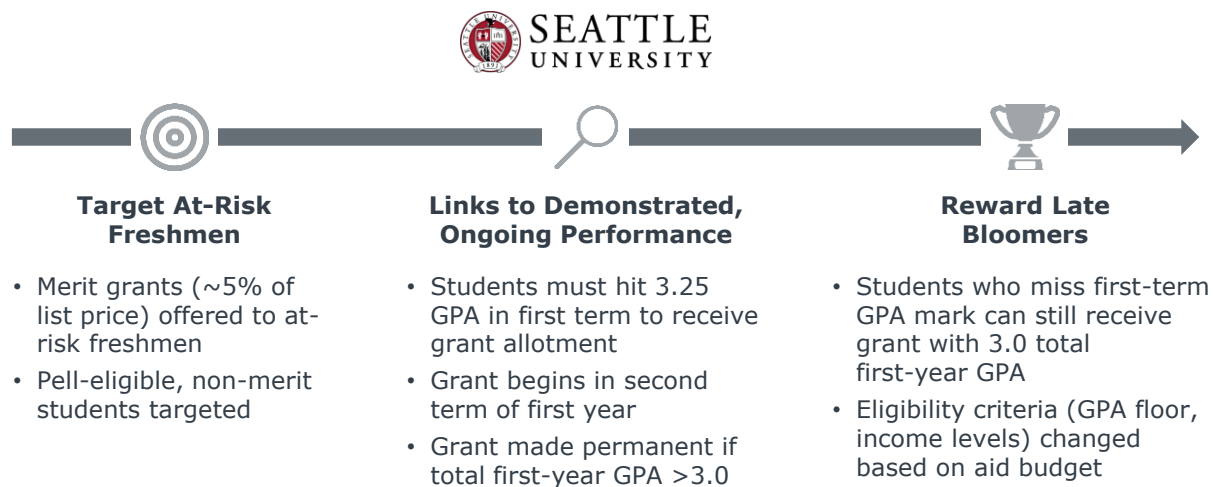 SEATTLE
UNIVERSITY
Target At-Risk
Freshmen
• Merit grants (~5% of
list price) offered to at-
risk freshmen
• Pell-eligible, non-merit
students targeted
Links to Demonstrated,
Ongoing Performance
• Students must hit 3.25
GPA in first term to receive
grant allotment
• Grant begins in second
term of first year
• Grant made permanent if
total first-year GPA >3.0
Reward Late
Bloomers
• Students who miss first-term
GPA mark can still receive
grant with 3.0 total
first-year GPA
• Eligibility criteria (GPA floor,
income levels) changed
based on aid budget